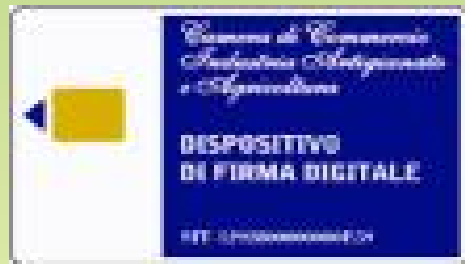 Camera di Commercio
Industria Artigianato
e Agricoltura
DISPOSITIVO
DI FIRMA DIGITALE